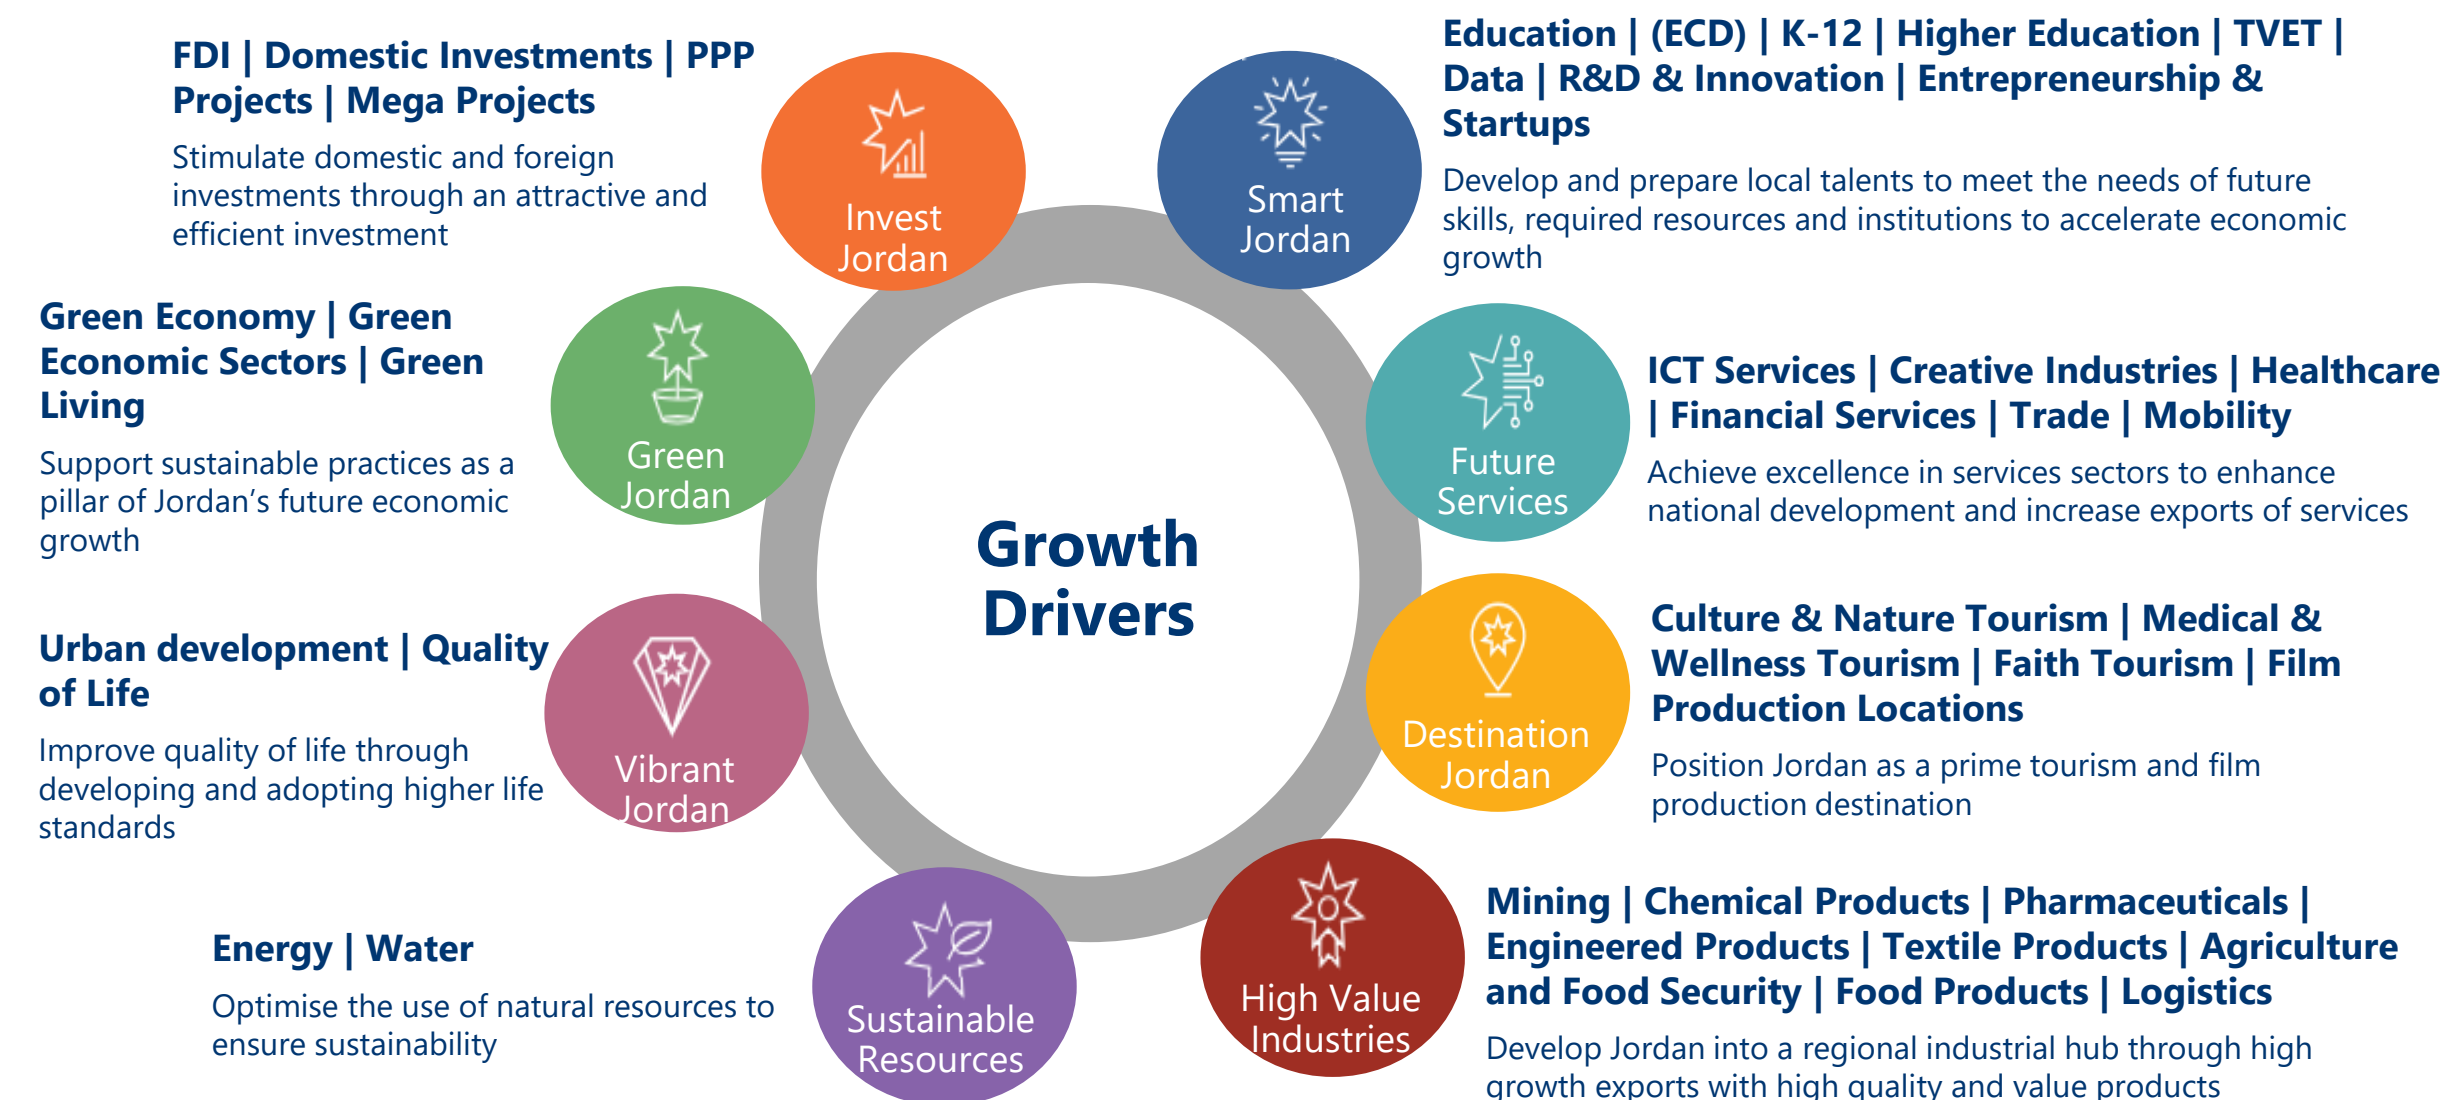 FDI | Domestic Investments | PPP
Projects | Mega Projects
Stimulate domestic and foreign
investments through an attractive and
efficient investment
Invest
Jordan
Smart
Jordan
Education | (ECD) | K-12 | Higher Education | TVET |
Data | R&D & Innovation | Entrepreneurship &
Startups
Develop and prepare local talents to meet the needs of future
skills, required resources and institutions to accelerate economic
growth
Green Economy | Green
Economic Sectors | Green
Living
Support sustainable practices as a
pillar of Jordan’s future economic
growth
Green
Jordan
Future
Services
ICT Services | Creative Industries | Healthcare
| Financial Services | Trade | Mobility
Achieve excellence in services sectors to enhance
national development and increase exports of services
Growth
Drivers
Urban development | Quality
of Life
Improve quality of life through
developing and adopting higher life
standards
Vibrant
Jordan
Destination
Jordan
Culture & Nature Tourism | Medical &
Wellness Tourism | Faith Tourism | Film
Production Locations
Position Jordan as a prime tourism and film
production destination
Energy | Water
Optimise the use of natural resources to
ensure sustainability
Sustainable
Resources
High Value
Industries
Mining | Chemical Products | Pharmaceuticals |
Engineered Products | Textile Products | Agriculture
and Food Security | Food Products | Logistics
Develop Jordan into a regional industrial hub through high
growth exports with high quality and value products